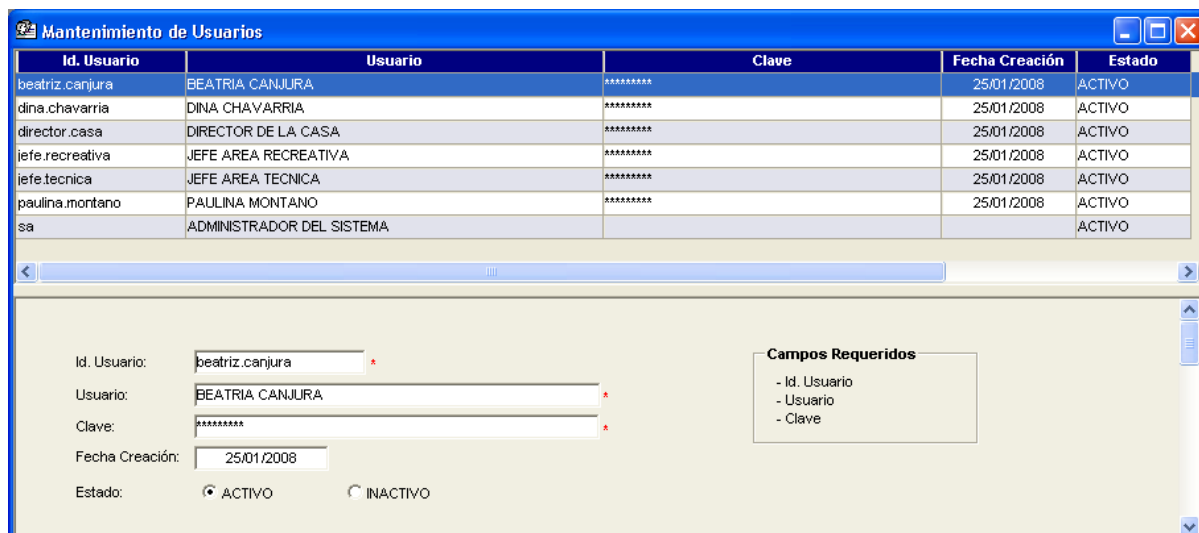 Mantenimiento de Usuarios
Id. Usuario Usuario Clave Fecha Creación Estado
beatriz.canjura BEATRIA CANJURA ********* 25/01/2008 ACTIVO
dina.chavarria DINA CHAVARRIA ********* 25/01/2008 ACTIVO
director.casa DIRECTOR DE LA CASA ********* 25/01/2008 ACTIVO
jefe.recreativa JEFE AREA RECREATIVA ********* 25/01/2008 ACTIVO
jefe.tecnica JEFE AREA TECNICA ********* 25/01/2008 ACTIVO
paulina.montano PAULINA MONTANO ********* 25/01/2008 ACTIVO
sa ADMINISTRADOR DEL SISTEMA ACTIVO
Id. Usuario: beatriz.canjura *
Usuario: BEATRIA CANJURA *
Clave: ********* *
Fecha Creación: 25/01/2008
Estado: ACTIVO INACTIVO
Campos Requeridos
- Id. Usuario
- Usuario
- Clave